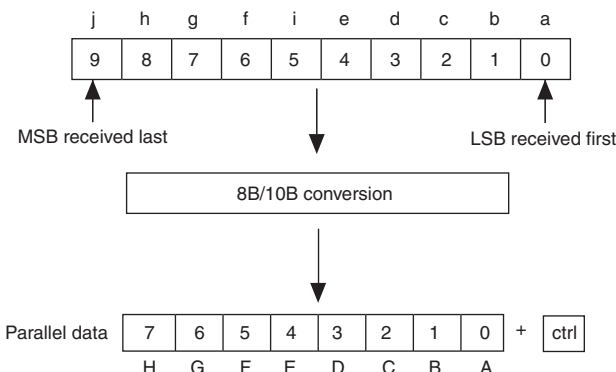 j h g f i e d c b a
9 8 7 6 5 4 3 2 1 0
MSB received last LSB received first
8B/10B conversion
Parallel data 7 6 5 4 3 2 1 0 + ctrl
H G F E D C B A